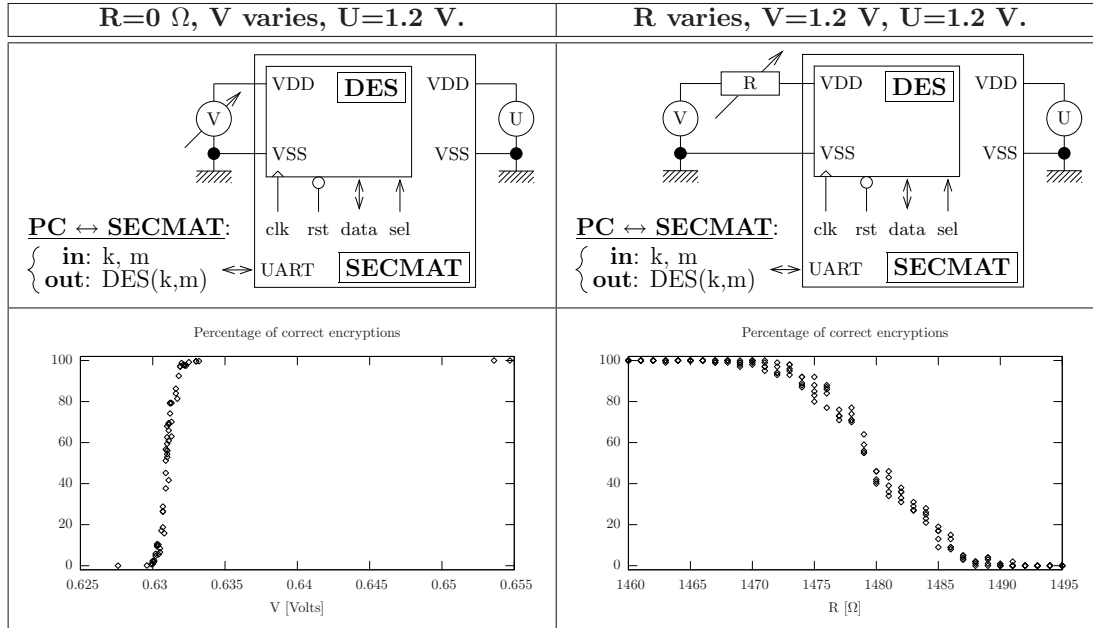 R=0 Ω, V varies, U=1.2 V.
R varies, V=1.2 V, U=1.2 V.
VDD
DES
VDD
V
U
VSS
VSS
clk rst data sel
PC ↔ SECMAT:
in: k, m
out: DES(k,m)
UART
SECMAT
R
VDD
DES
VDD
V
U
VSS
VSS
clk rst data sel
PC ↔ SECMAT:
in: k, m
out: DES(k,m)
UART
SECMAT
Percentage of correct encryptions
100
80
60
40
20
0
0.625 0.63 0.635 0.64 0.645 0.65 0.655
V [Volts]
Percentage of correct encryptions
100
80
60
40
20
0
1460 1465 1470 1475 1480 1485 1490 1495
R [Ω]